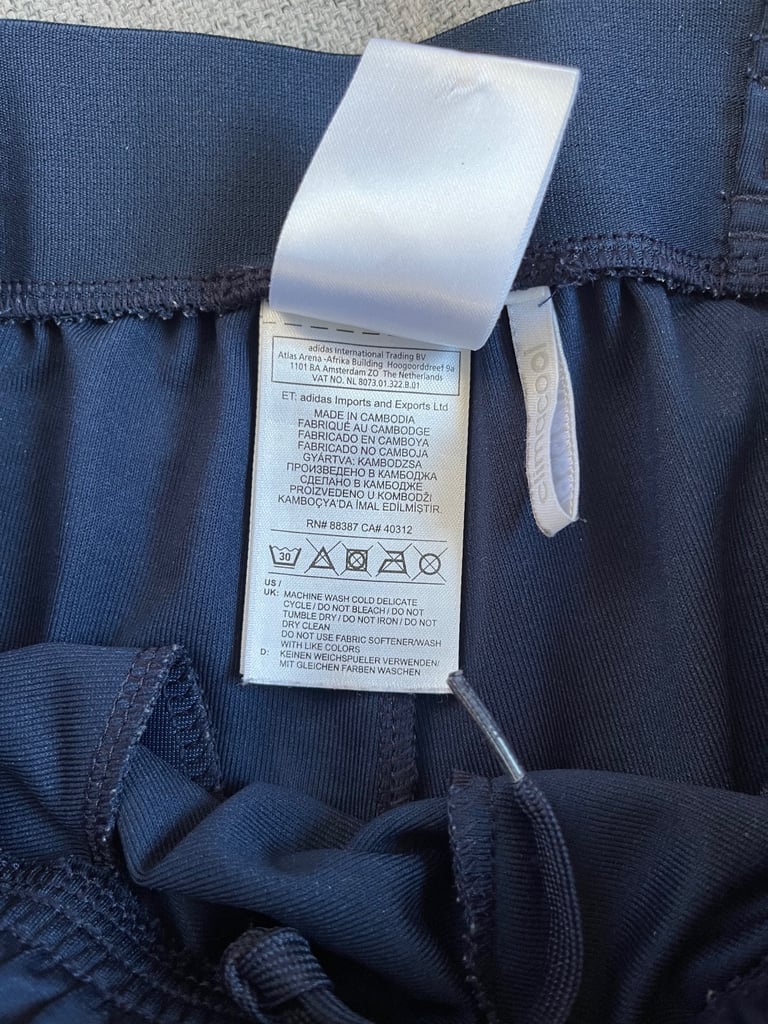 adidas International Trading BV
Atlas Arena -Afrika Building Hoogoorddreef 9a
1101 BA Amsterdam ZO The Netherlands
VAT NO. NL 8073.01.322.B.01
ET: adidas Imports and Exports Ltd
MADE IN CAMBODIA
FABRIQUÉ AU CAMBODGE
FABRICADO EN CAMBOYA
FABRICADO NO CAMBOJA
GYÁRTVA: KAMBODZSA
ПРОИЗВЕДЕНО В КАМБОДЖА
СДЕЛАНО В КАМБОДЖЕ
PROIZVEDENO U KOMBODŽI
KAMBOÇYA'DA İMAL EDİLMİŞTİR.
RN# 88387 CA# 40312
30
US /
UK: MACHINE WASH COLD DELICATE
CYCLE / DO NOT BLEACH / DO NOT
TUMBLE DRY / DO NOT IRON / DO NOT
DRY CLEAN
DO NOT USE FABRIC SOFTENER/WASH
WITH LIKE COLORS
D: KEINEN WEICHSPUELER VERWENDEN/
MIT GLEICHEN FARBEN WASCHEN
climacool